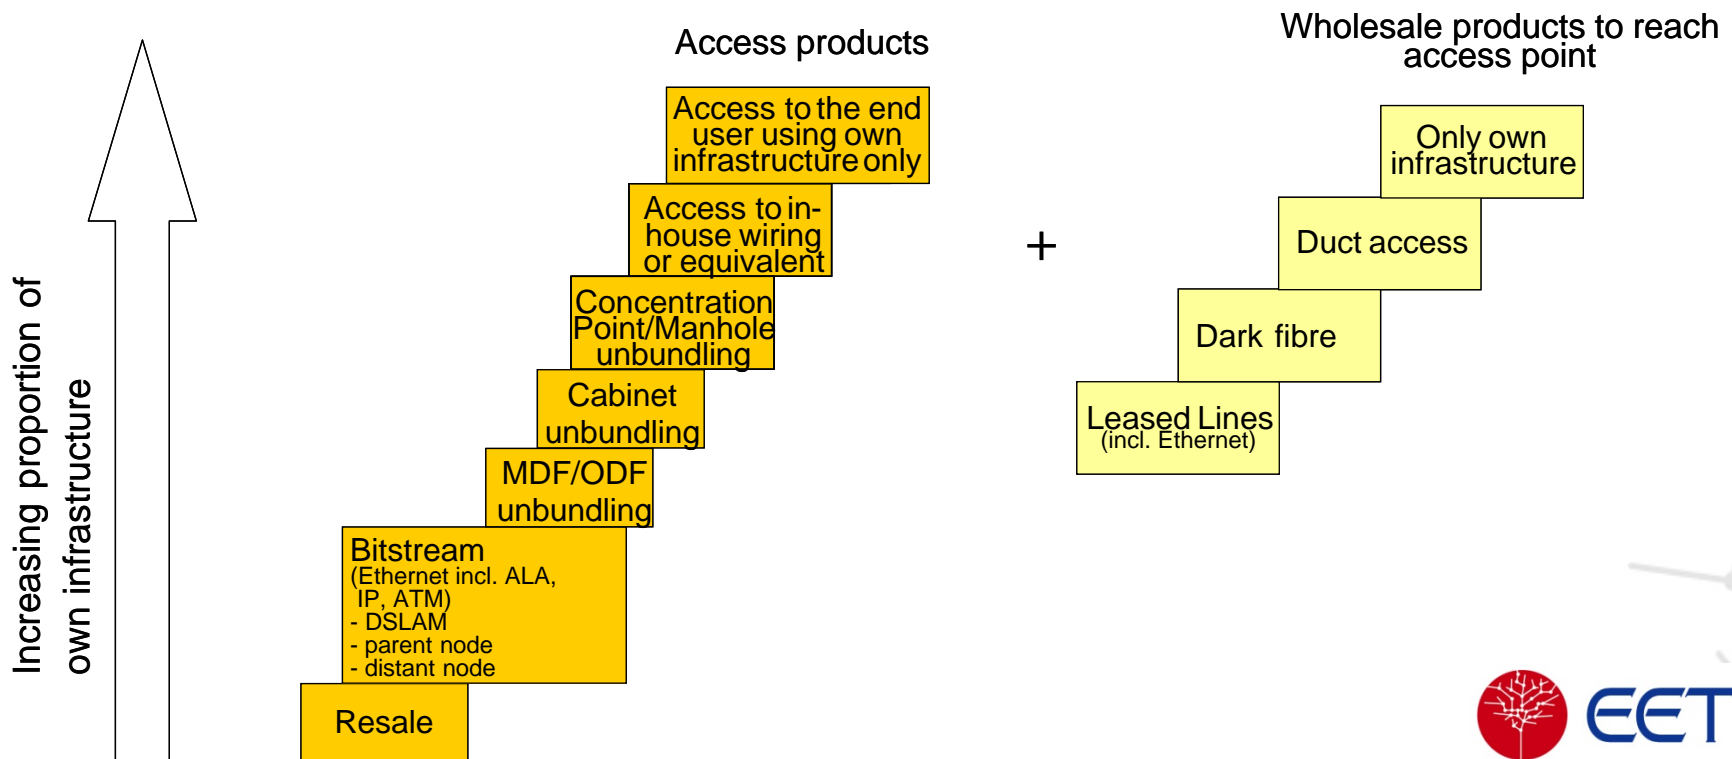 Access products
Wholesale products to reach
access point
Access to the end
user using own
infrastructure only
Only own
infrastructure
Access to in-
house wiring
or equivalent
+
Duct access
Concentration
Point/Manhole
unbundling
Dark fibre
Cabinet
unbundling
Leased Lines
(incl. Ethernet)
MDF/ODF
unbundling
Bitstream
(Ethernet incl. ALA,
IP, ATM)
- DSLAM
- parent node
- distant node
Resale
Increasing proportion of
own infrastructure
EET